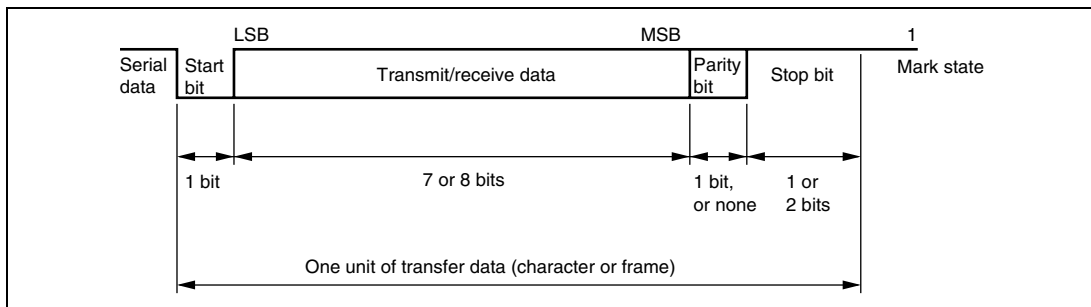 LSB
MSB
1
Serial
data
Start
bit
Transmit/receive data
Parity
bit
Stop bit
Mark state
1 bit
7 or 8 bits
1 bit,
or none
1 or
2 bits
One unit of transfer data (character or frame)